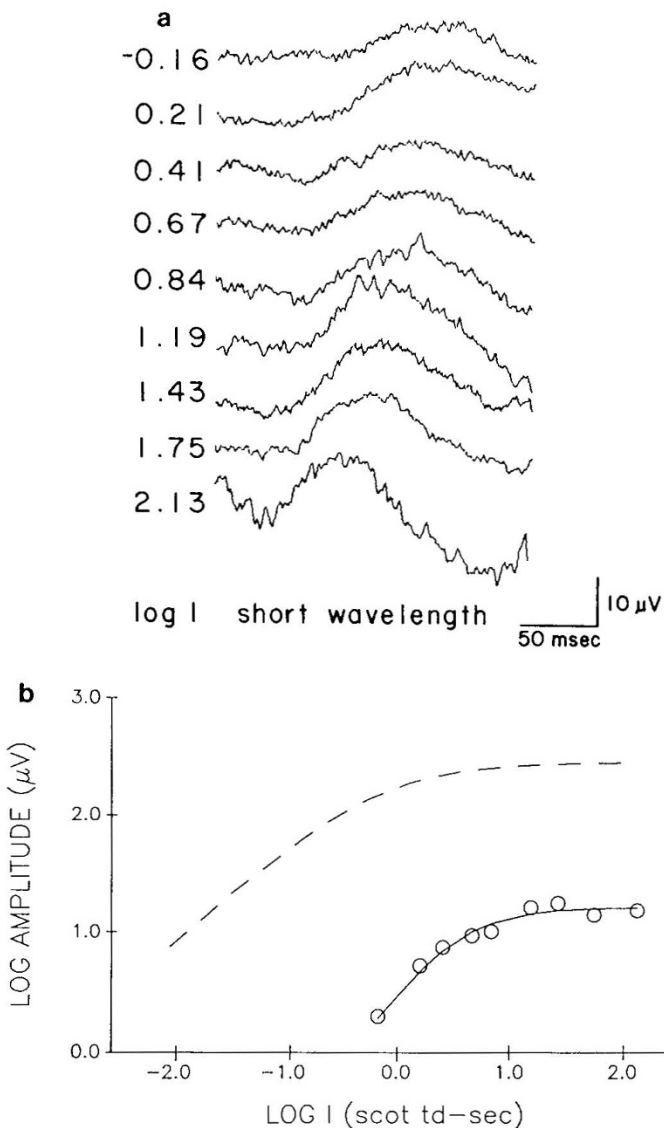 a
-0.16
0.21
0.41
0.67
0.84
1.19
1.43
1.75
2.13
log I short wavelength
10 μV
50 msec
b
3.0
2.0
1.0
0.0
LOG AMPLITUDE (μV)
-2.0 -1.0 0.0 1.0 2.0
LOG I (scot td-sec)